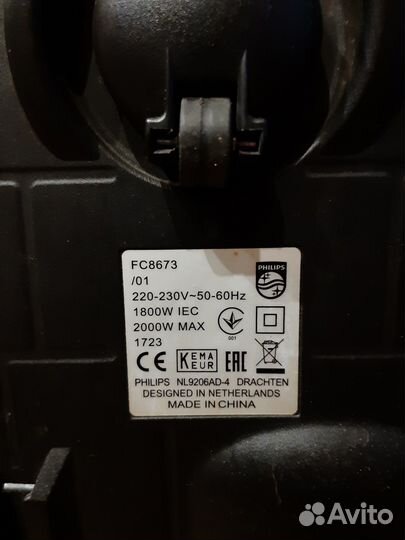 FC8673
/01
220-230V~50-60Hz
1800W IEC
2000W MAX
1723
PHILIPS
001
CE KEMA EUR EAC
PHILIPS NL9206AD-4 DRACHTEN
DESIGNED IN NETHERLANDS
MADE IN CHINA
Avito